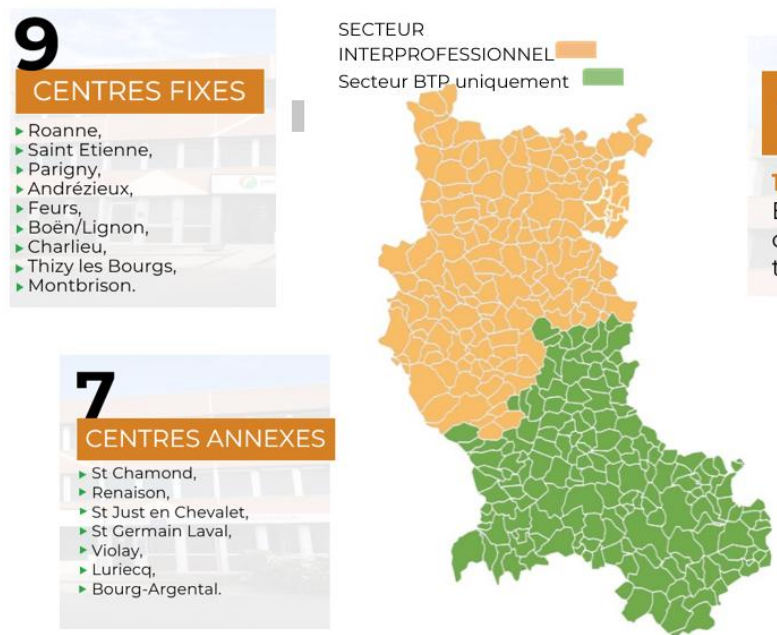 9
CENTRES FIXES
Roanne,
Saint Etienne,
Parigny,
Andrézieux,
Feurs,
Boën/Lignon,
Charlieu,
Thizy les Bourgs,
Montbrison.
SECTEUR
INTERPROFESSIONNEL
Secteur BTP uniquement
7
CENTRES ANNEXES
St Chamond,
Renaison,
St Just en Chevalet,
St Germain Laval,
Violay,
Luriecq,
Bourg-Argental.